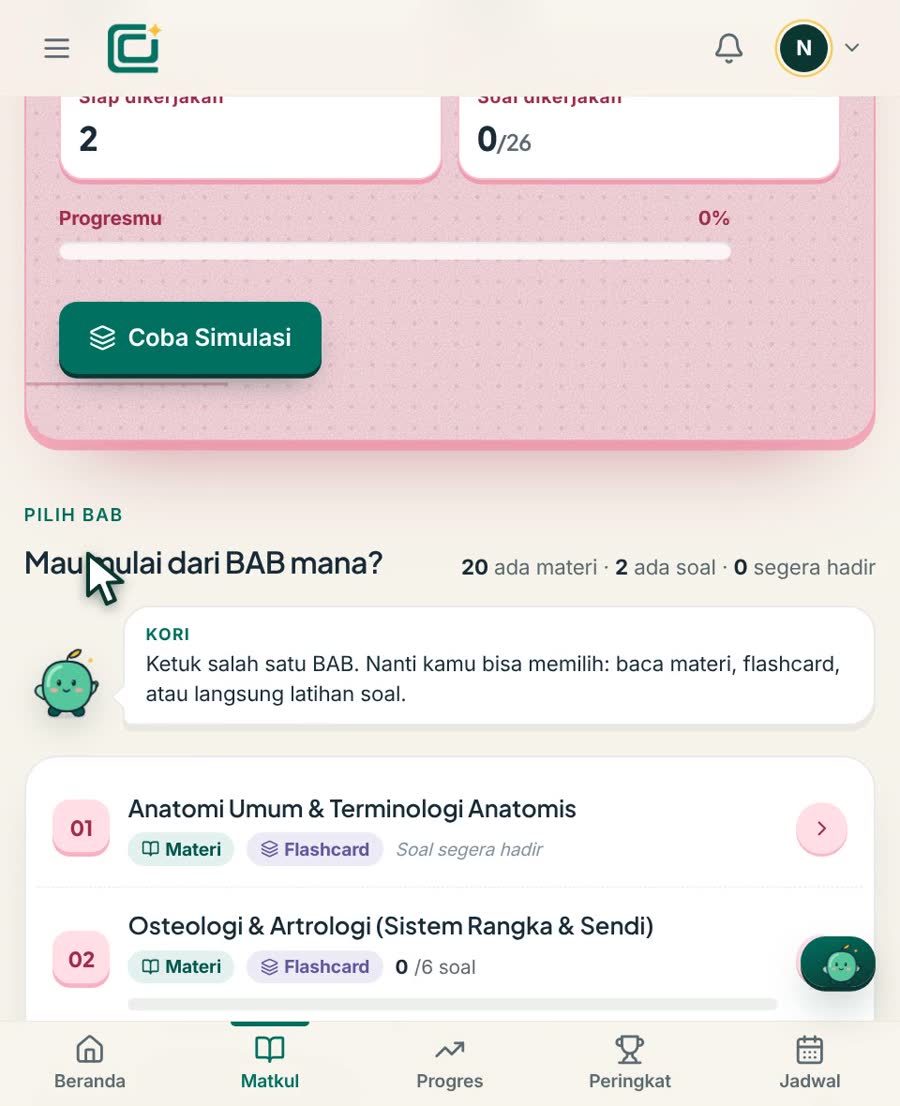 N
Siap dikerjakan
Soal dikerjakan
2
0/26
Progresmu
0%
Coba Simulasi
PILIH BAB
Mau mulai dari BAB mana?
20 ada materi · 2 ada soal · 0 segera hadir
KORI
Ketuk salah satu BAB. Nanti kamu bisa memilih: baca materi, flashcard,
atau langsung latihan soal.
01
Anatomi Umum & Terminologi Anatomis
Materi
Flashcard
Soal segera hadir
02
Osteologi & Artrologi (Sistem Rangka & Sendi)
Materi
Flashcard
0 /6 soal
Beranda
Matkul
Progres
Peringkat
Jadwal